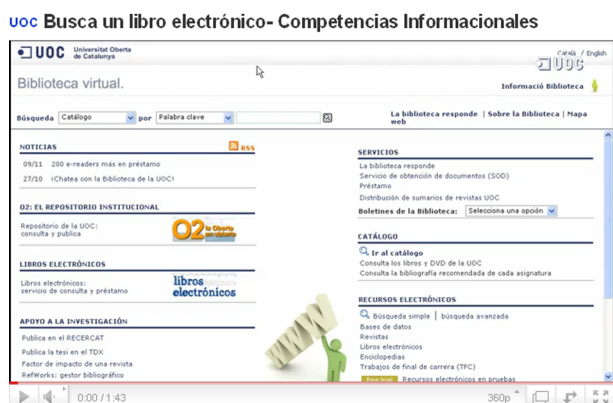 UOC Busca un libro electrónico- Competencias Informacionales
UOC Universitat Oberta
de Catalunya
Català / English
UOC
Biblioteca virtual.
Informació Biblioteca
Búsqueda Catálogo por Palabra clave
La biblioteca responde | Sobre la Biblioteca | Mapa
web
NOTICIAS
RSS
09/11 200 e-readers más en préstamo
27/10 ¡Chatea con la Biblioteca de la UOC!
O2: EL REPOSITORIO INSTITUCIONAL
Repositorio de la UOC:
consulta y publica
O2 la Oberta
en abierto
LIBROS ELECTRÓNICOS
Libros electrónicos:
servicio de consulta y préstamo
libros
electrónicos
APOYO A LA INVESTIGACIÓN
Publica en el RECERCAT
Publica la tesi en el TDX
Factor de impacto de una revista
RefWorks: gestor bibliográfico
WWW
SERVICIOS
La biblioteca responde
Servicio de obtención de documentos (SOD)
Préstamo
Distribución de sumarios de revistas UOC
Boletines de la Biblioteca: Selecciona una opción
CATÁLOGO
Ir al catálogo
Consulta los libros y DVD de la UOC
Consulta la bibliografía recomendada de cada asignatura
RECURSOS ELECTRÓNICOS
Búsqueda simple | búsqueda avanzada
Bases de datos
Revistas
Libros electrónicos
Enciclopedias
Trabajos de final de carrera (TFC)
free trial Recursos electrónicos en pruebas
0:00 / 1:43
360p